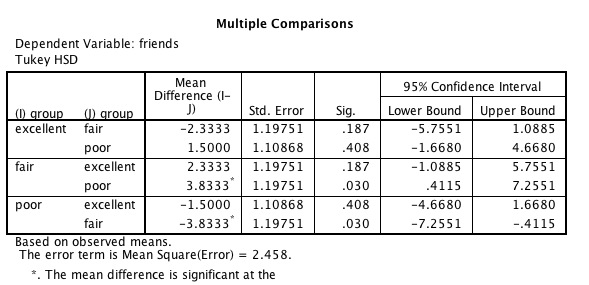 Multiple Comparisons
Dependent Variable: friends
Tukey HSD
(I) group (J) group Mean Difference (I-J) Std. Error Sig. 95% Confidence Interval
Lower Bound Upper Bound
excellent fair -2.3333 1.19751 .187 -5.7551 1.0885
poor 1.5000 1.10868 .408 -1.6680 4.6680
fair excellent 2.3333 1.19751 .187 -1.0885 5.7551
poor 3.8333* 1.19751 .030 .4115 7.2551
poor excellent -1.5000 1.10868 .408 -4.6680 1.6680
fair -3.8333* 1.19751 .030 -7.2551 -.4115
Based on observed means.
The error term is Mean Square(Error) = 2.458.
*. The mean difference is significant at the